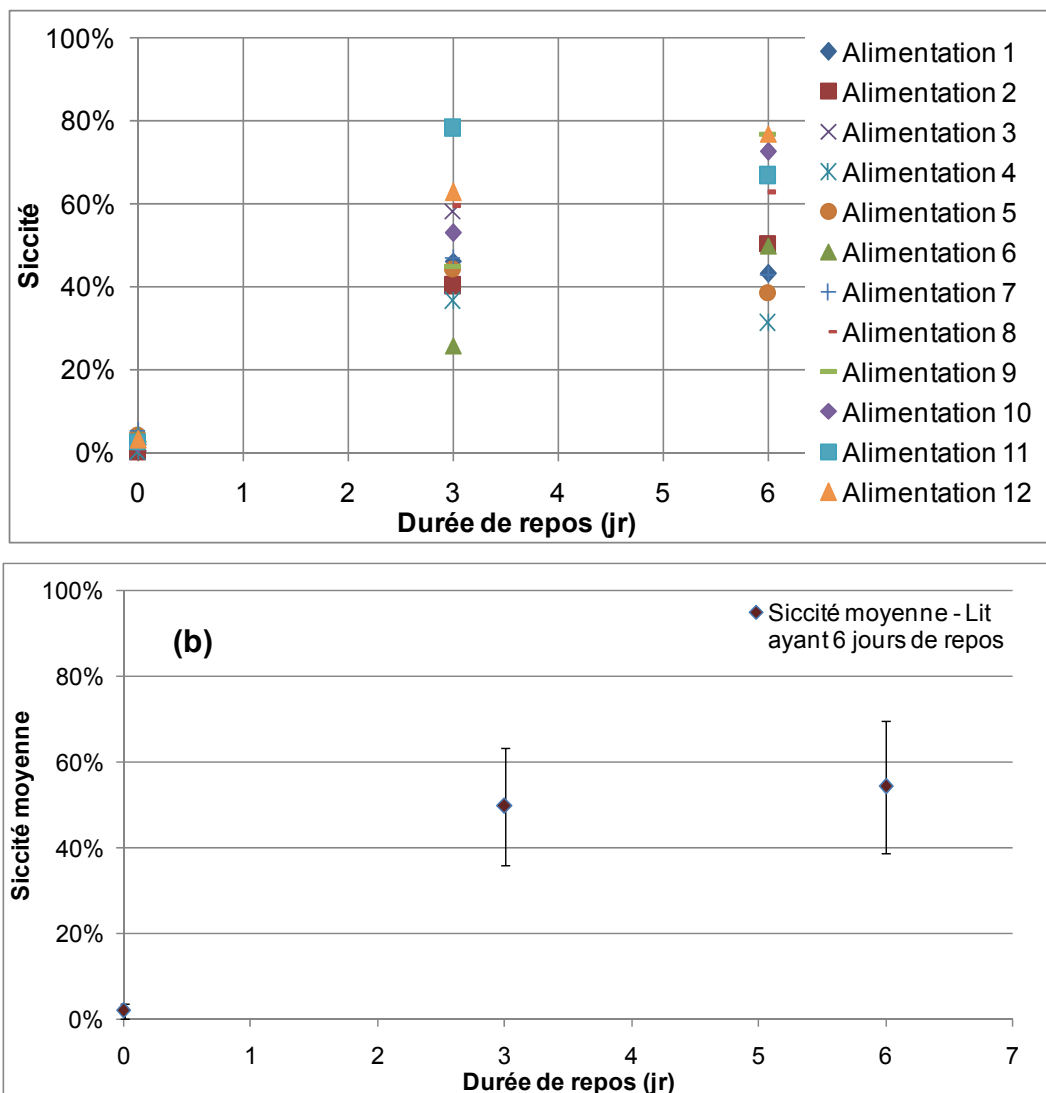 100%
80%
60%
40%
20%
0%
Siccité
0 1 2 3 4 5 6
Durée de repos (jr)
Alimentation 1
Alimentation 2
Alimentation 3
Alimentation 4
Alimentation 5
Alimentation 6
Alimentation 7
Alimentation 8
Alimentation 9
Alimentation 10
Alimentation 11
Alimentation 12
100%
80%
60%
40%
20%
0%
Siccité moyenne
(b)
Siccité moyenne - Lit
ayant 6 jours de repos
0 1 2 3 4 5 6 7
Durée de repos (jr)